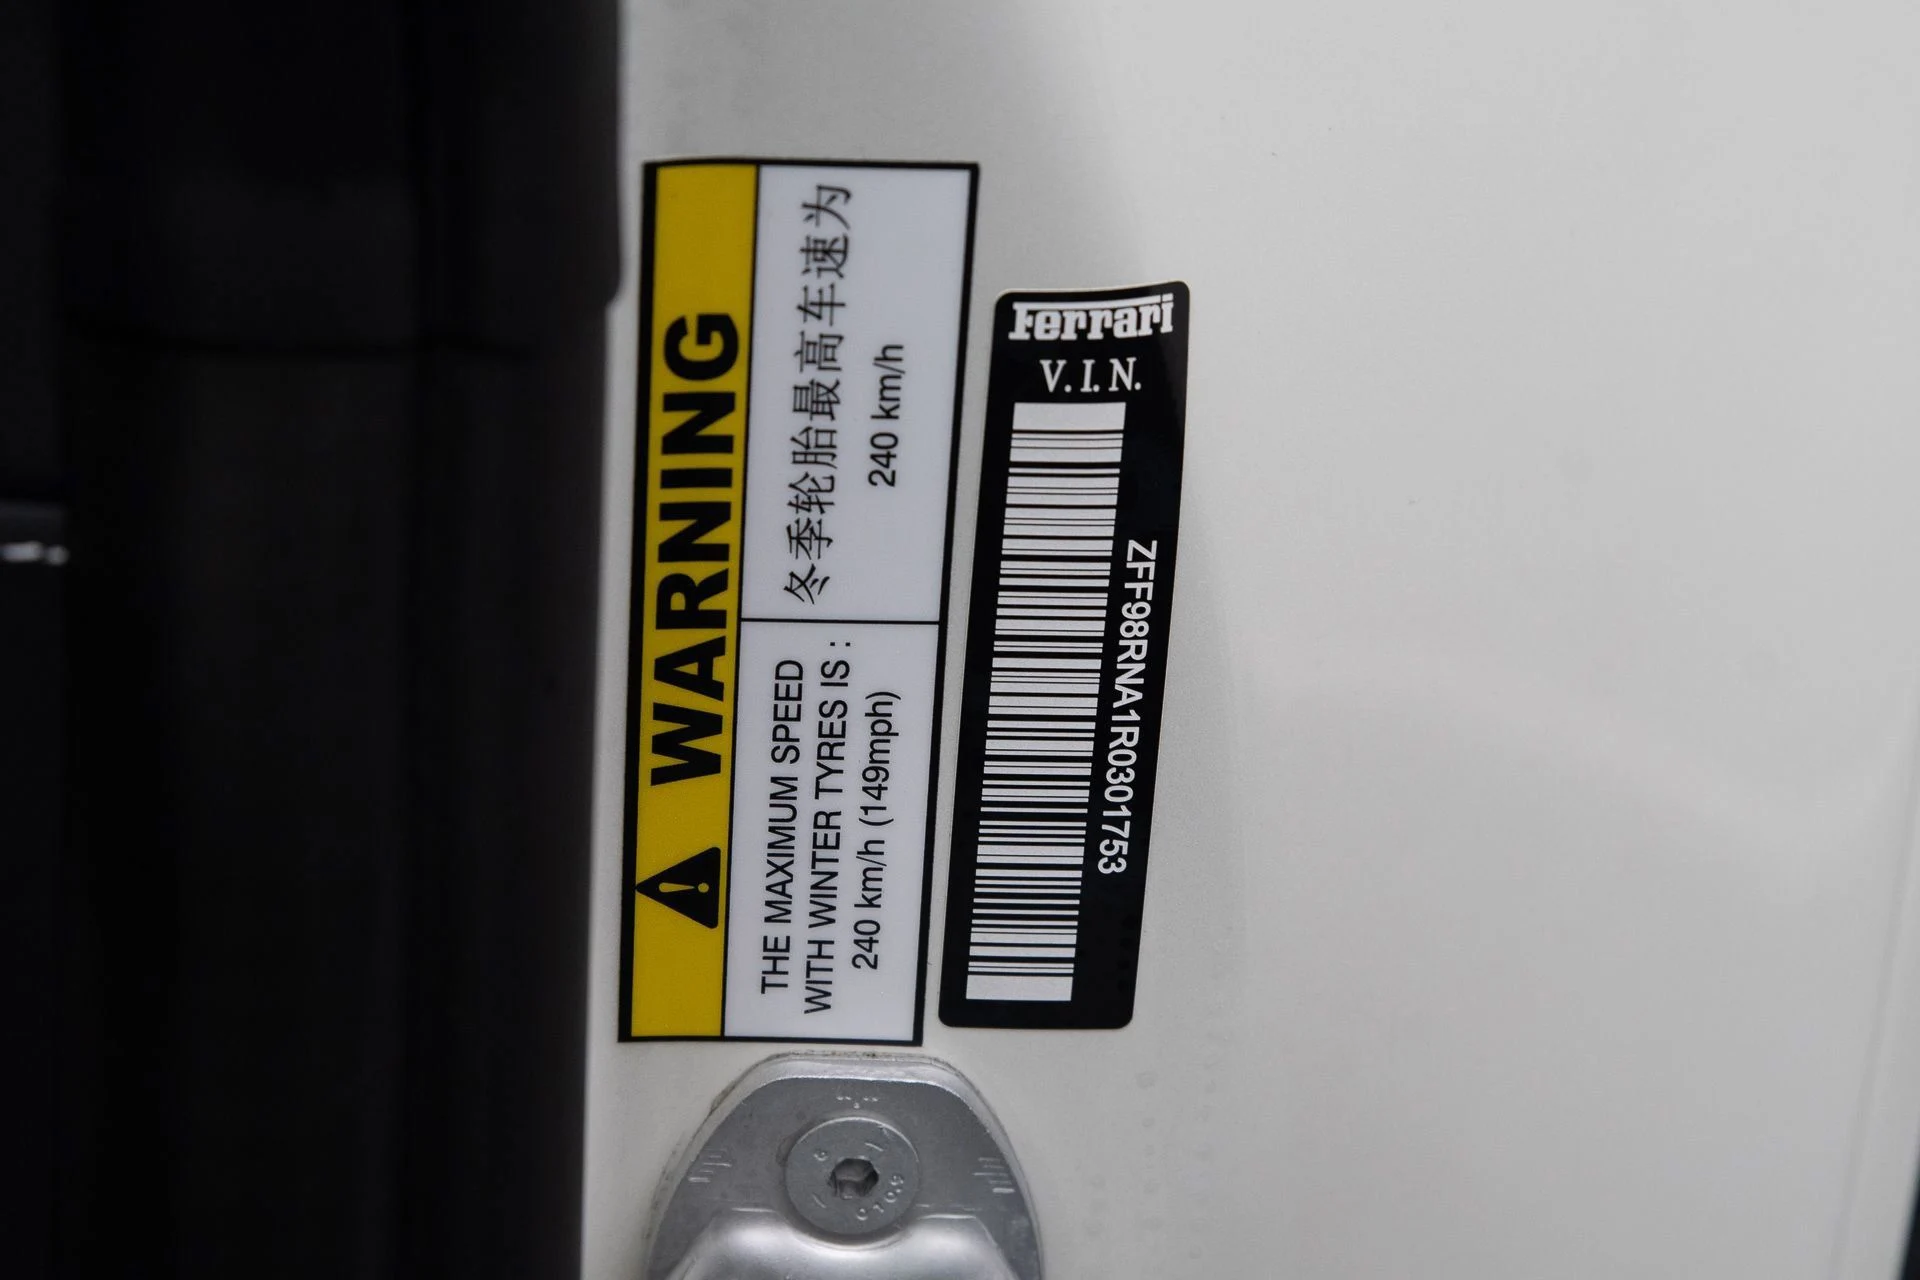 WARNING
THE MAXIMUM SPEED
WITH WINTER TYRES IS :
240 km/h (149mph)
冬季轮胎最高车速为
240 km/h
Ferrari
V.I.N.
ZFF98RNA1R0301753